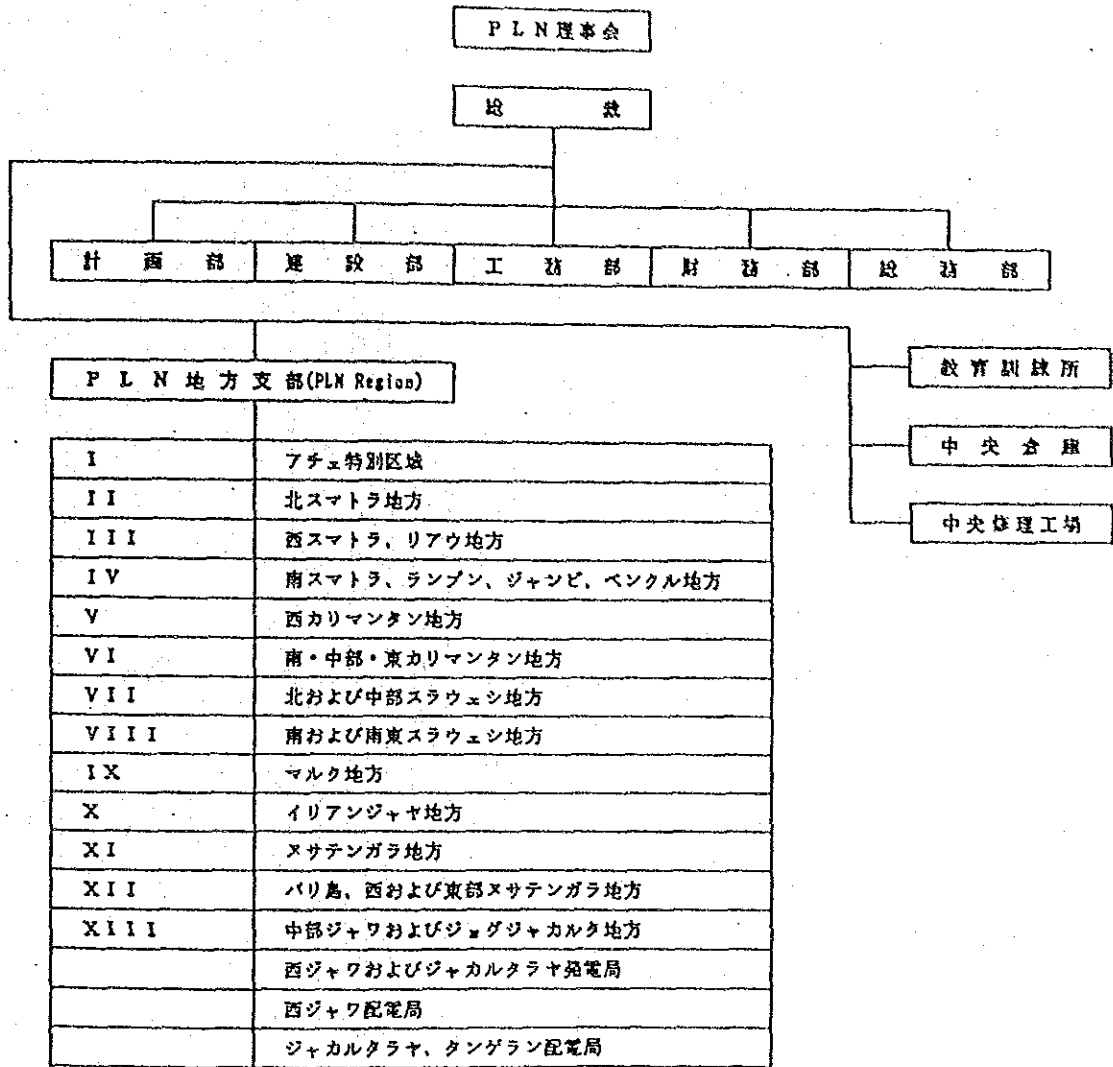 PLN理事会
総裁
計画部 建設部 工務部 財務部 総務部
PLN地方支部(PLN Region)
教育訓練所
中央倉庫
中央修理工場
I アチェ特別区域
II 北スマトラ地方
III 西スマトラ、リアウ地方
IV 南スマトラ、ランプン、ジャンビ、ベンクル地方
V 西カリマンタン地方
VI 南・中部・東カリマンタン地方
VII 北および中部スラウェシ地方
VIII 南および南東スラウェシ地方
IX マルク地方
X イリアンジャヤ地方
XI ヌサテンガラ地方
XII バリ島、西および東部ヌサテンガラ地方
XIII 中部ジャワおよびジョグジャカルタ地方
西ジャワおよびジャカルタラヤ発電局
西ジャワ配電局
ジャカルタラヤ、タンゲラン配電局